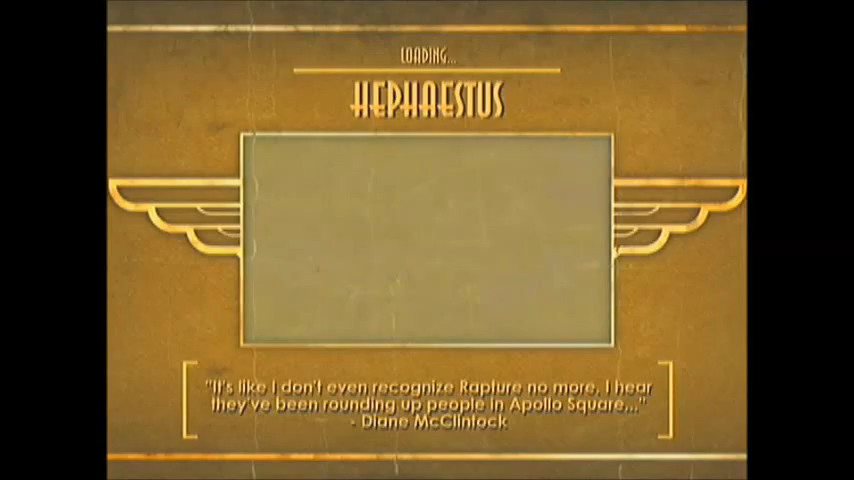 LOADING...
HEPHAESTUS
"It's like I don't even recognize Rapture no more. I hear
they've been rounding up people in Apollo Square..."
- Diane McClintock